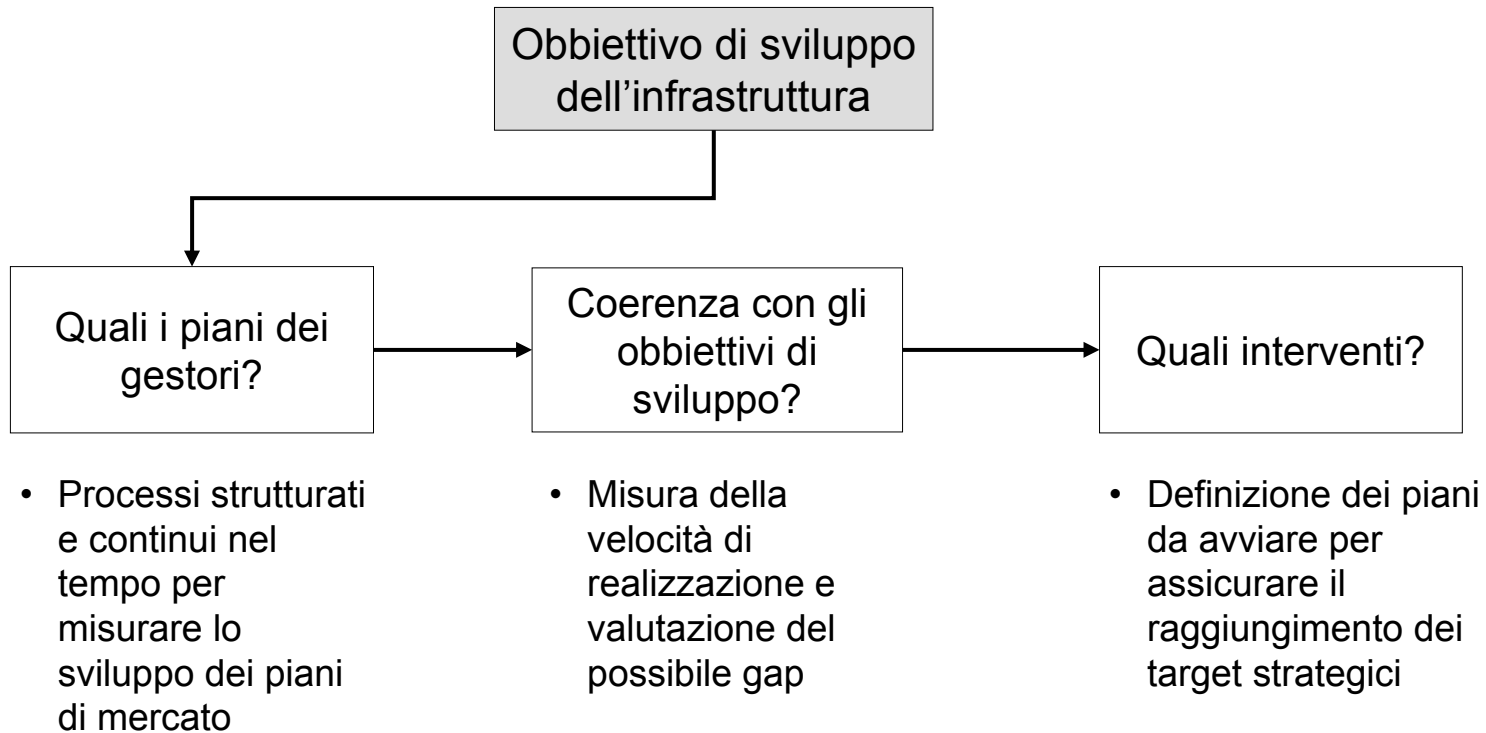 Obbiettivo di sviluppo
dell’infrastruttura
Quali i piani dei
gestori?
Coerenza con gli
obbiettivi di
sviluppo?
Quali interventi?
• Processi strutturati
e continui nel
tempo per
misurare lo
sviluppo dei piani
di mercato
• Misura della
velocità di
realizzazione e
valutazione del
possibile gap
• Definizione dei piani
da avviare per
assicurare il
raggiungimento dei
target strategici